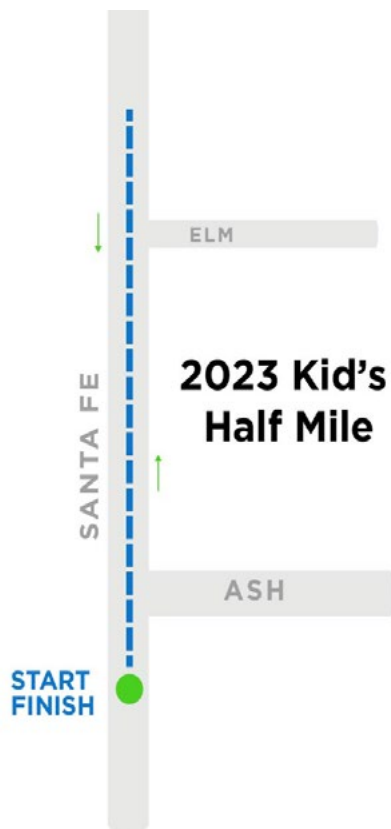 ELM
SANTA FE
2023 Kid's
Half Mile
ASH
START
FINISH